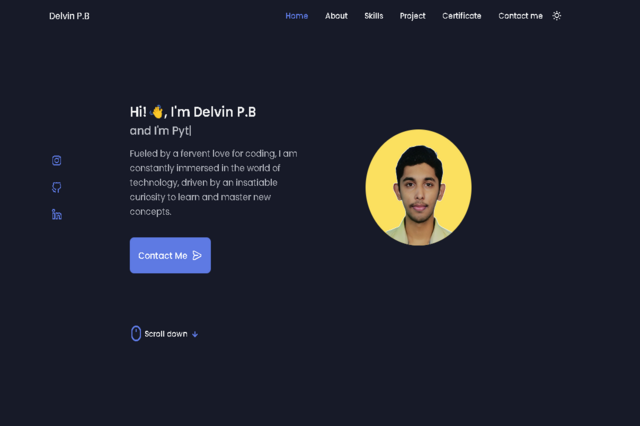 Delvin P.B
Home About Skills Project Certificate Contact me
Hi! 👋, I'm Delvin P.B
and I'm Pyt|
Fueled by a fervent love for coding, I am
constantly immersed in the world of
technology, driven by an insatiable
curiosity to learn and master new
concepts.
Contact Me
Scroll down